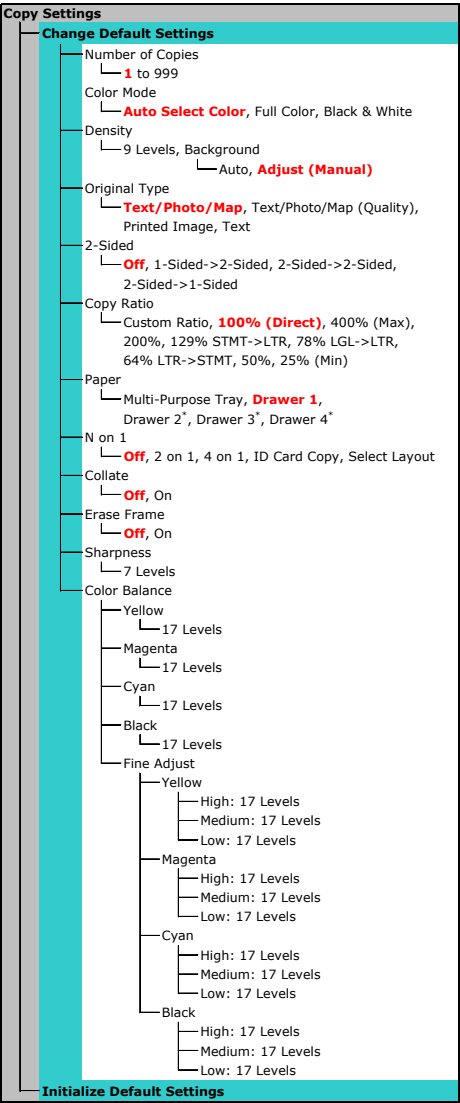 Copy Settings
Change Default Settings
Number of Copies
1 to 999
Color Mode
Auto Select Color, Full Color, Black & White
Density
9 Levels, Background
Auto, Adjust (Manual)
Original Type
Text/Photo/Map, Text/Photo/Map (Quality),
Printed Image, Text
2-Sided
Off, 1-Sided->2-Sided, 2-Sided->2-Sided,
2-Sided->1-Sided
Copy Ratio
Custom Ratio, 100% (Direct), 400% (Max),
200%, 129% STMT->LTR, 78% LGL->LTR,
64% LTR->STMT, 50%, 25% (Min)
Paper
Multi-Purpose Tray, Drawer 1,
Drawer 2*, Drawer 3*, Drawer 4*
N on 1
Off, 2 on 1, 4 on 1, ID Card Copy, Select Layout
Collate
Off, On
Erase Frame
Off, On
Sharpness
7 Levels
Color Balance
Yellow
17 Levels
Magenta
17 Levels
Cyan
17 Levels
Black
17 Levels
Fine Adjust
Yellow
High: 17 Levels
Medium: 17 Levels
Low: 17 Levels
Magenta
High: 17 Levels
Medium: 17 Levels
Low: 17 Levels
Cyan
High: 17 Levels
Medium: 17 Levels
Low: 17 Levels
Black
High: 17 Levels
Medium: 17 Levels
Low: 17 Levels
Initialize Default Settings